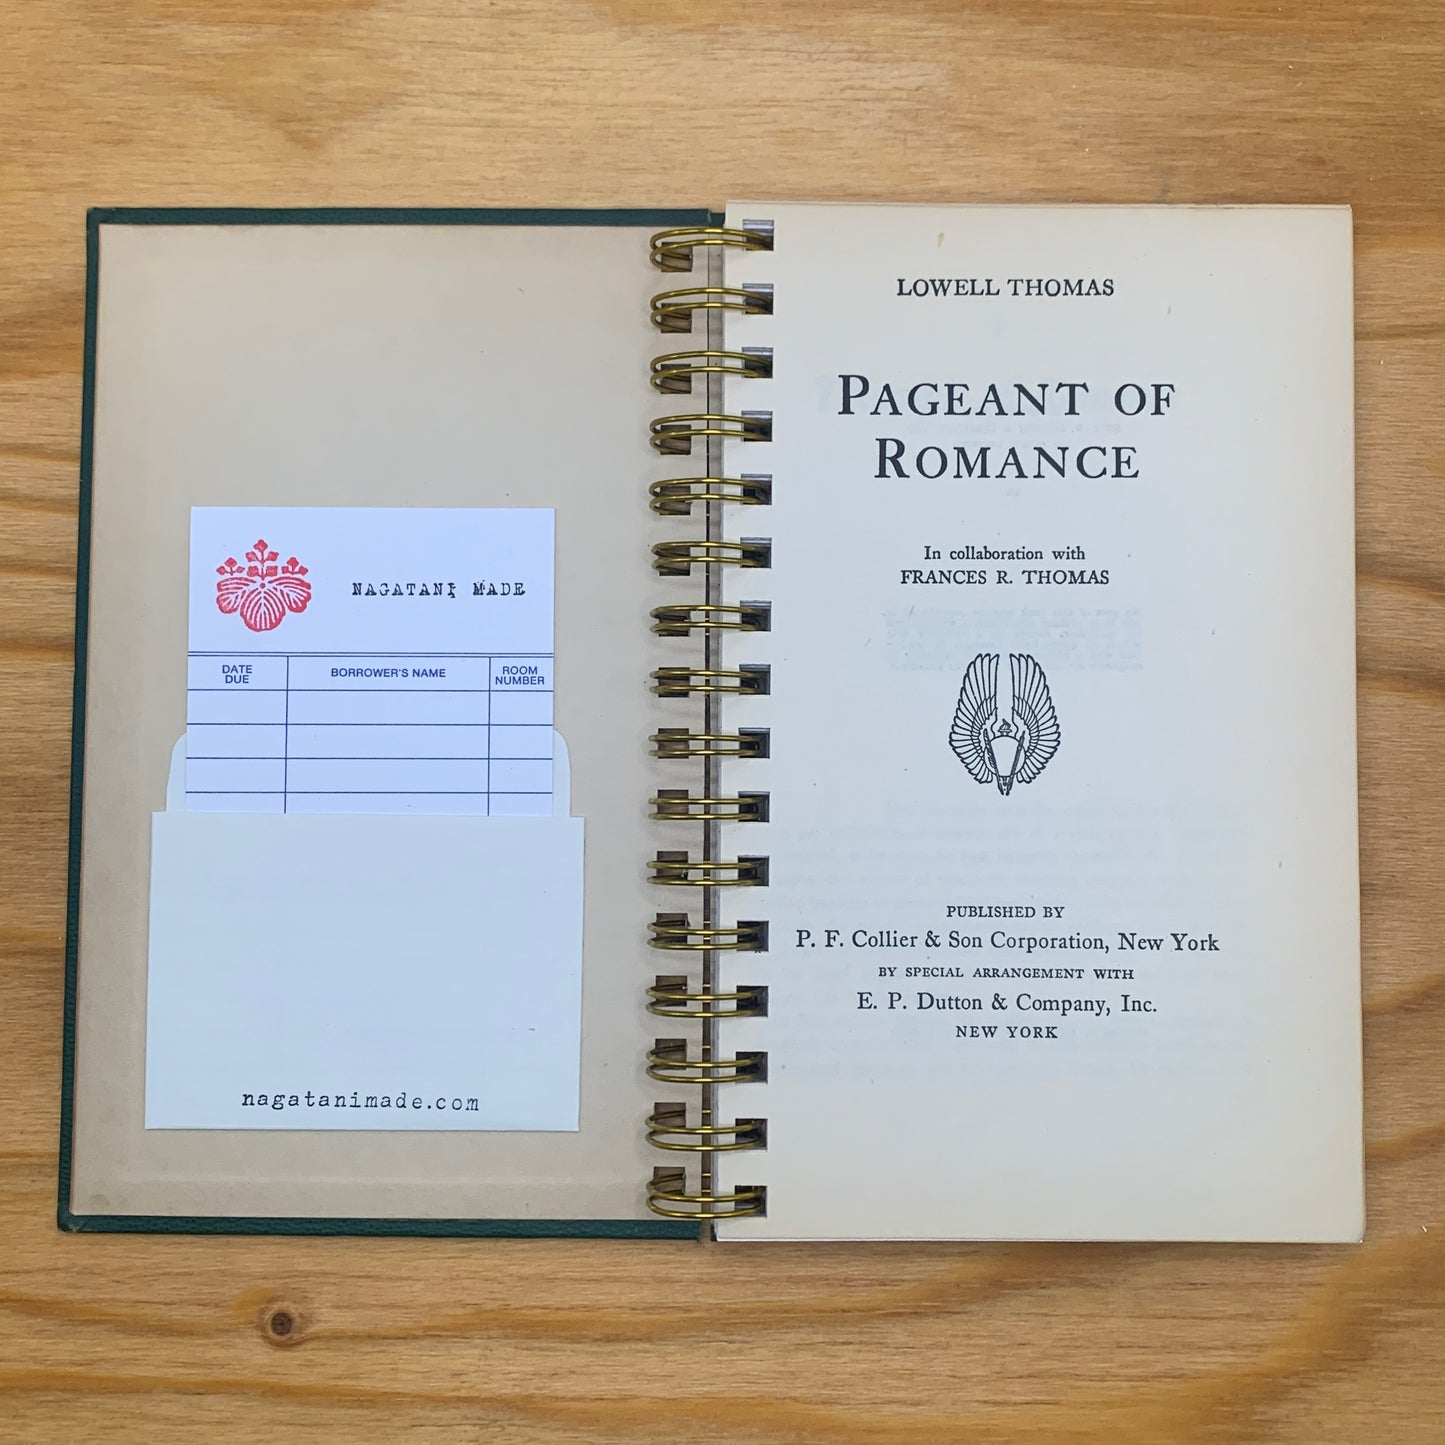 NAGATANI MADE
DATE DUE
BORROWER'S NAME
ROOM NUMBER
nagatanimade.com
LOWELL THOMAS
PAGEANT OF
ROMANCE
In collaboration with
FRANCES R. THOMAS
PUBLISHED BY
P. F. Collier & Son Corporation, New York
BY SPECIAL ARRANGEMENT WITH
E. P. Dutton & Company, Inc.
NEW YORK